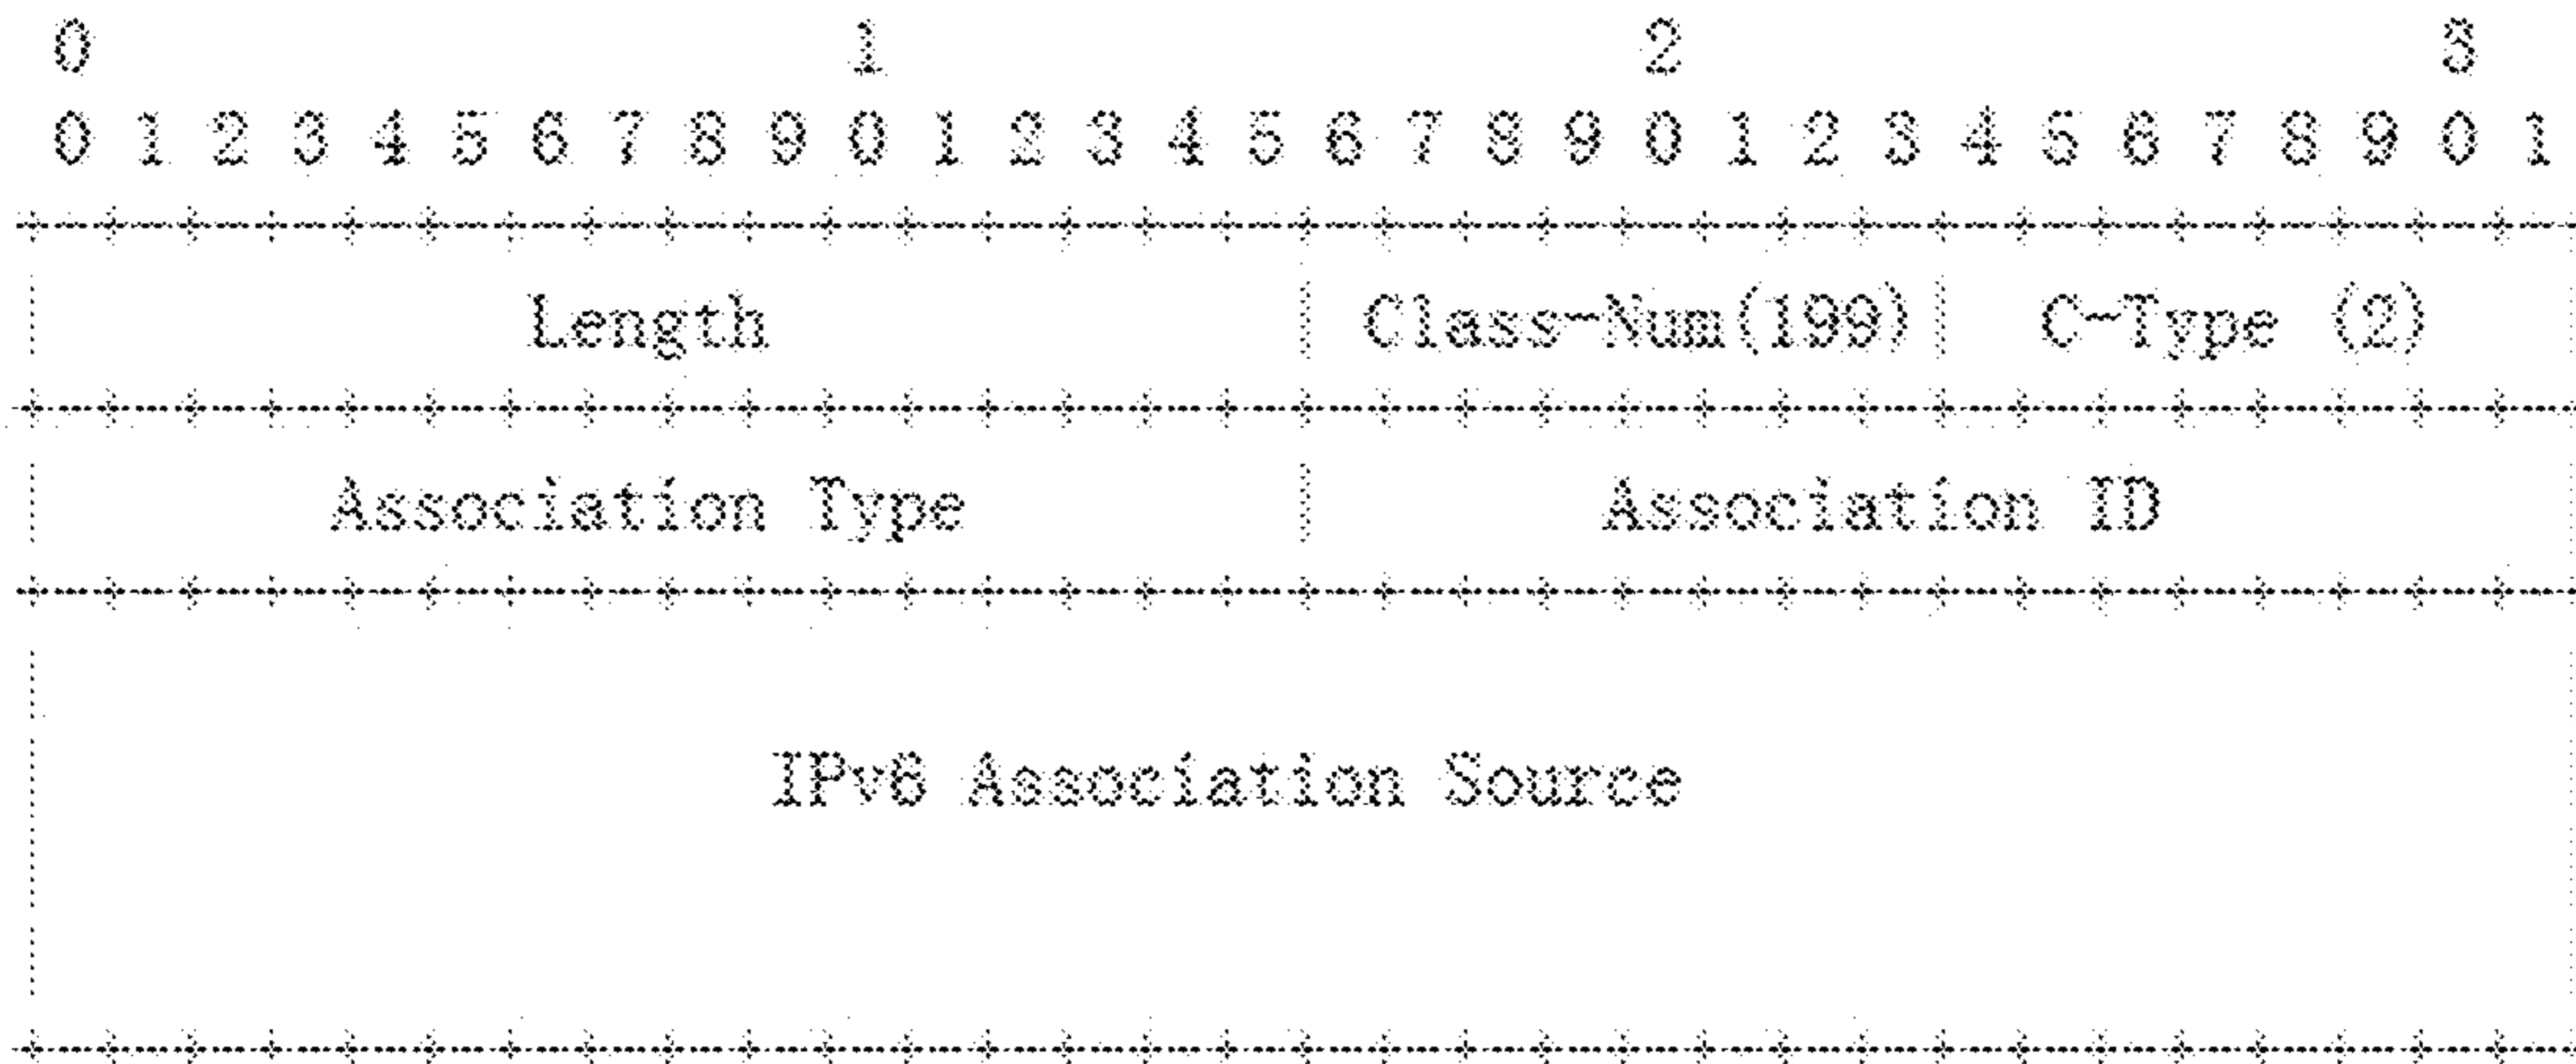 0 1 2 3
0 1 2 3 4 5 6 7 8 9 0 1 2 3 4 5 6 7 8 9 0 1 2 3 4 5 6 7 8 9 0 1
+-+-+-+-+-+-+-+-+-+-+-+-+-+-+-+-+-+-+-+-+-+-+-+-+-+-+-+-+-+-+-+-
| Length | Class-Num(199) | C-Type (2) |
+-+-+-+-+-+-+-+-+-+-+-+-+-+-+-+-+-+-+-+-+-+-+-+-+-+-+-+-+-+-+-+-
| Association Type | Association ID |
+-+-+-+-+-+-+-+-+-+-+-+-+-+-+-+-+-+-+-+-+-+-+-+-+-+-+-+-+-+-+-+-
| IPv6 Association Source |
+-+-+-+-+-+-+-+-+-+-+-+-+-+-+-+-+-+-+-+-+-+-+-+-+-+-+-+-+-+-+-+-